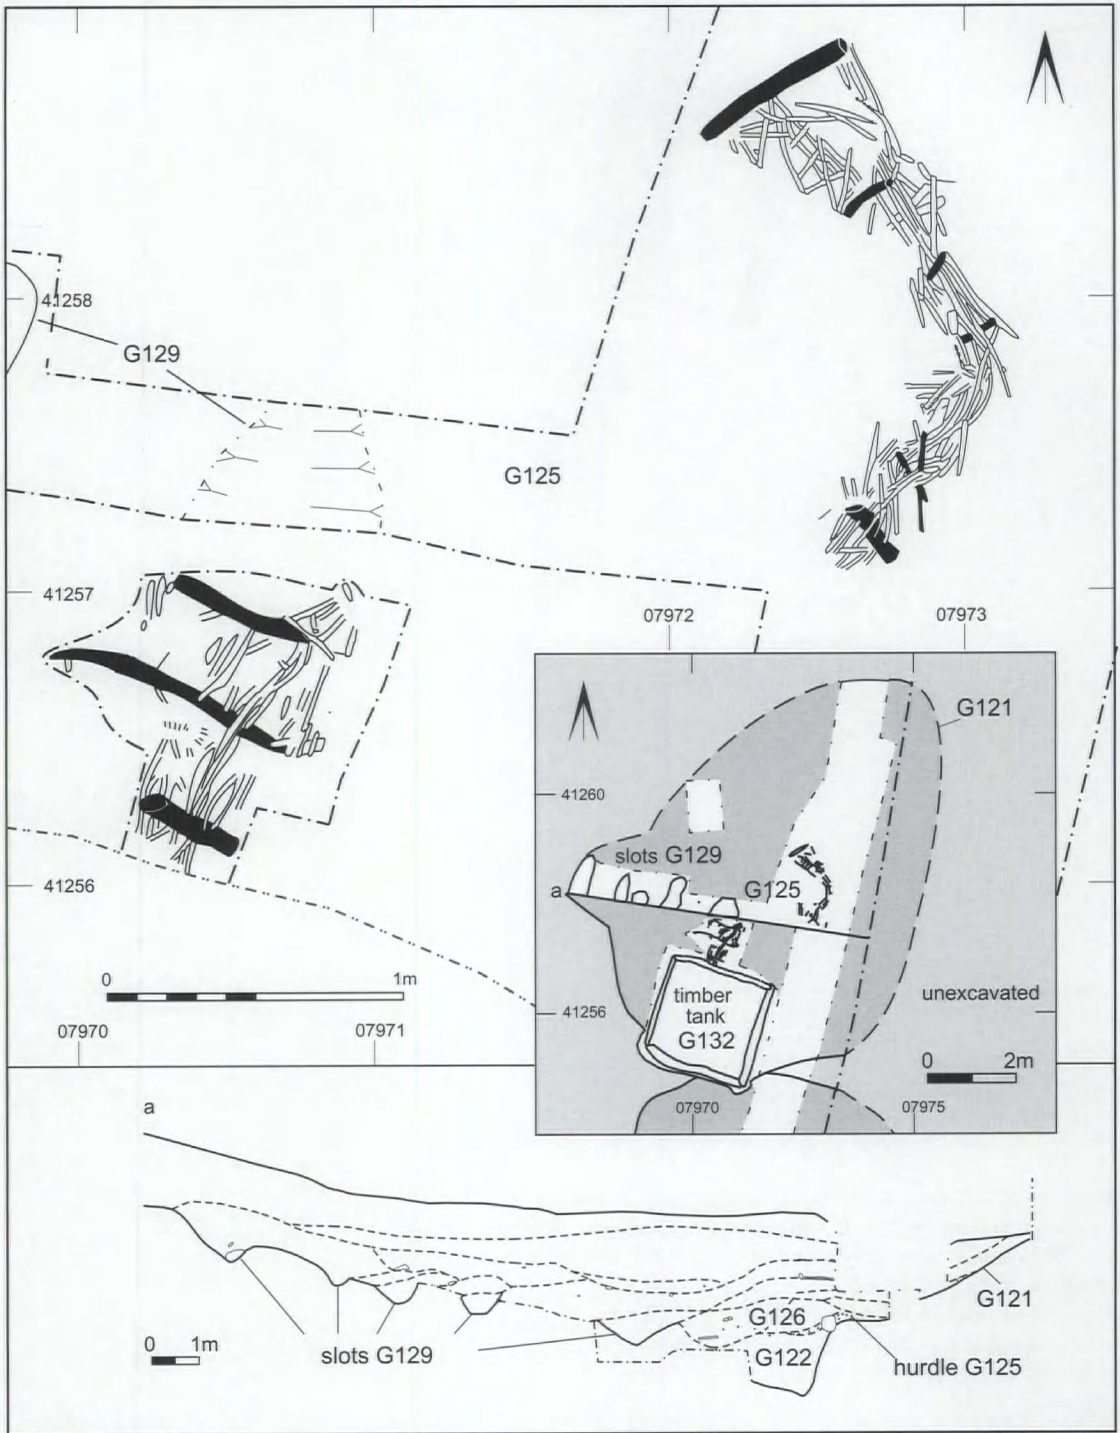 41258
G129
G125
41257
07972 07973
G121
41260
slots G129
G125
a
41256
timber
tank
G132
unexcavated
41256
0 1m
0 2m
07970 07971
07970 07975
a
G121
G126
0 1m
slots G129
G122
hurdle G125